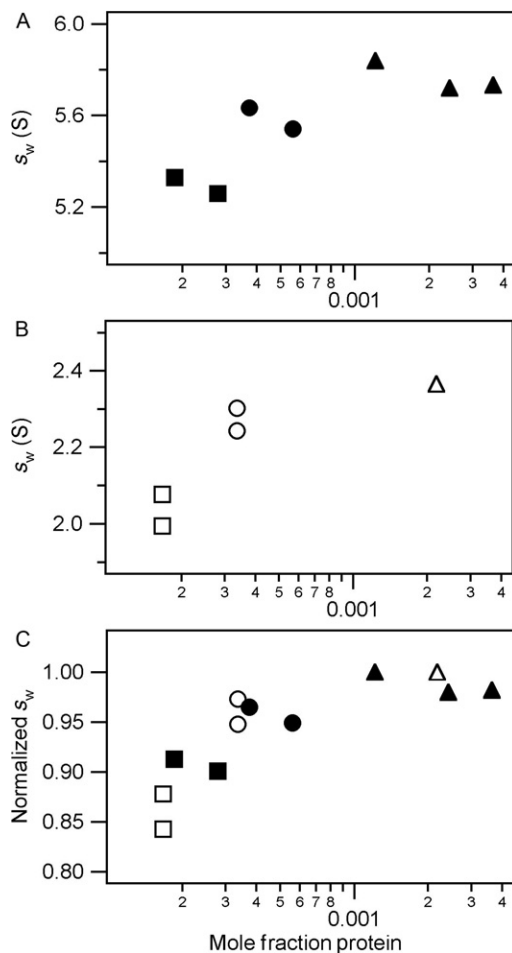 A
6.0
5.6
5.2
s_w (S)
2 3 4 5 6 7 8 2 3 4
0.001
B
2.4
2.2
2.0
s_w (S)
2 3 4 5 6 7 8 2 3 4
0.001
C
1.00
0.95
0.90
0.85
0.80
Normalized s_w
2 3 4 5 6 7 8 2 3 4
0.001
Mole fraction protein